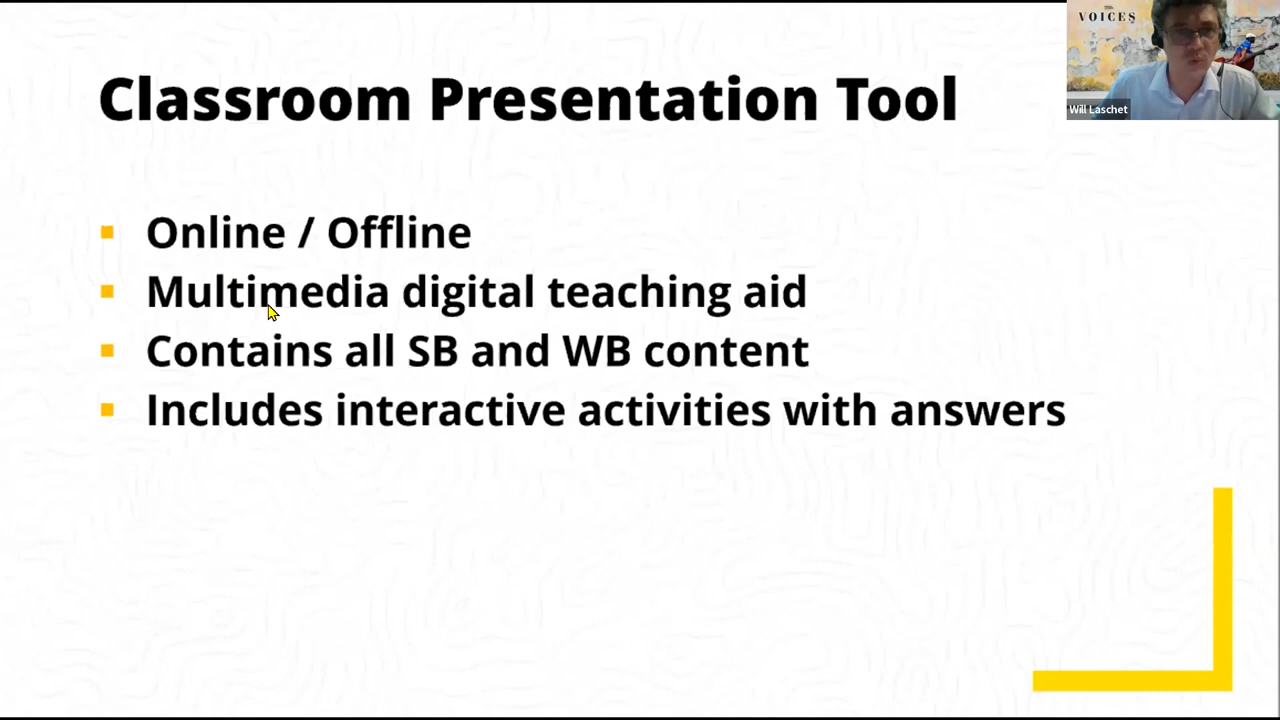 VOICES
Will Laschet
Classroom Presentation Tool
Online / Offline
Multimedia digital teaching aid
Contains all SB and WB content
Includes interactive activities with answers